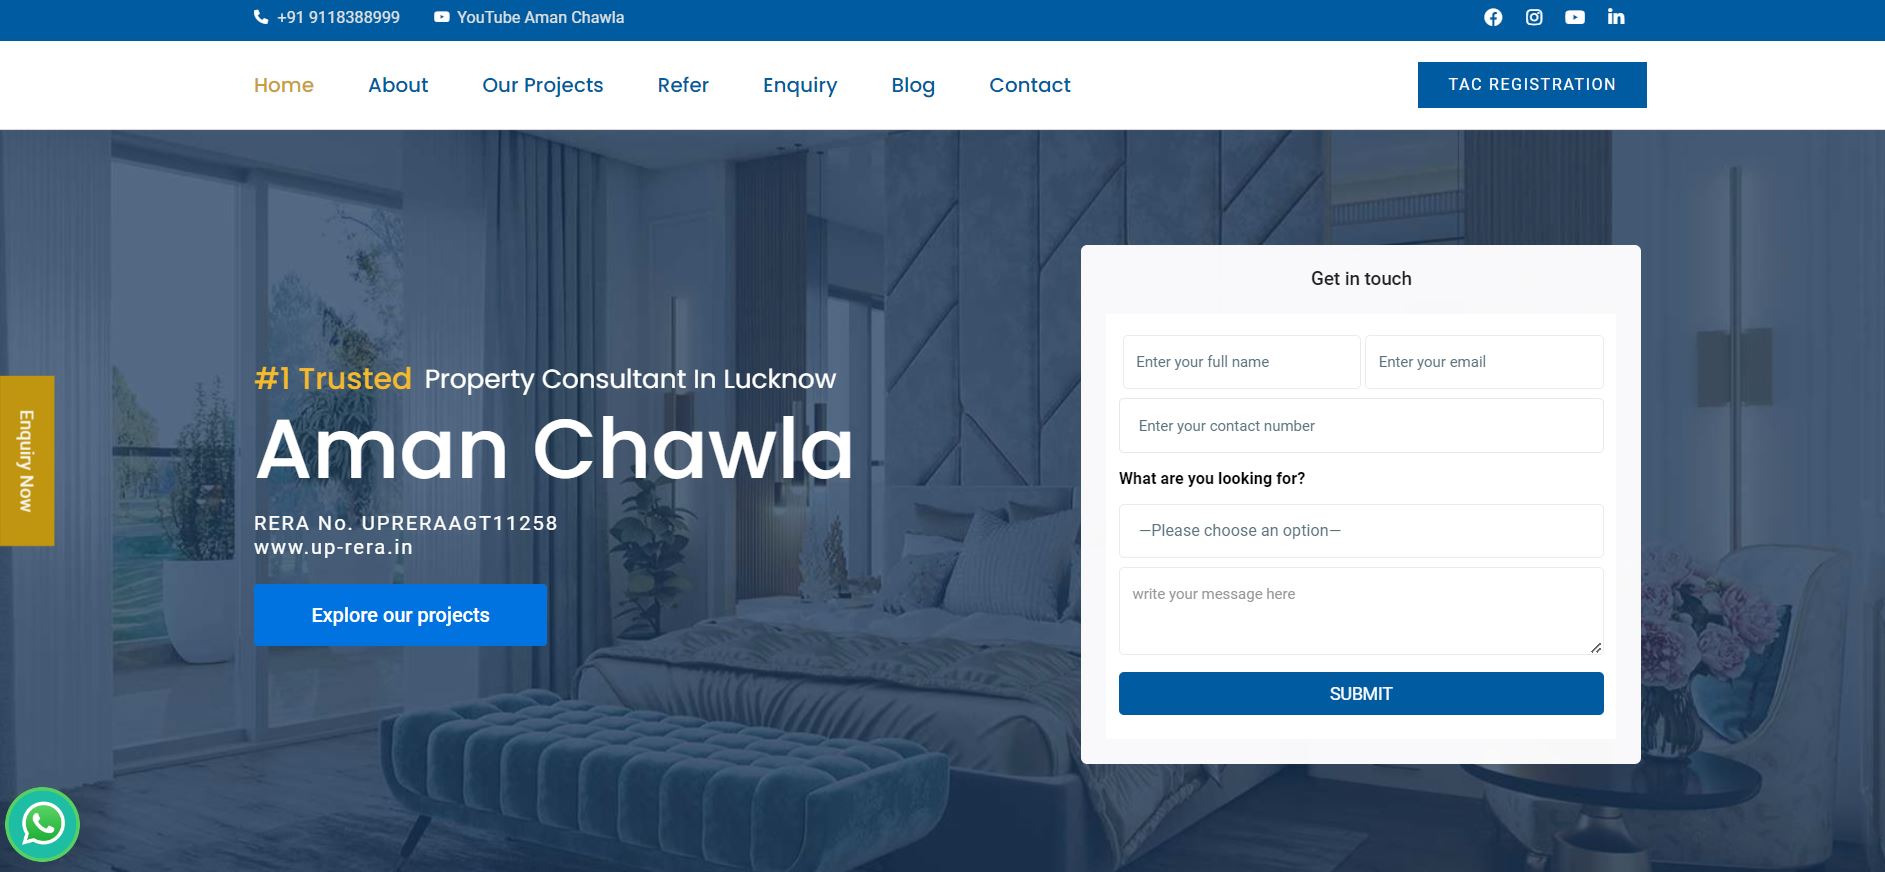 +91 9118388999 YouTube Aman Chawla
Home About Our Projects Refer Enquiry Blog Contact TAC REGISTRATION
#1 Trusted Property Consultant In Lucknow
Aman Chawla
RERA No. UPRERAAGT11258
www.up-rera.in
Explore our projects
Enquiry Now
Get in touch
Enter your full name Enter your email
Enter your contact number
What are you looking for?
—Please choose an option—
write your message here
SUBMIT